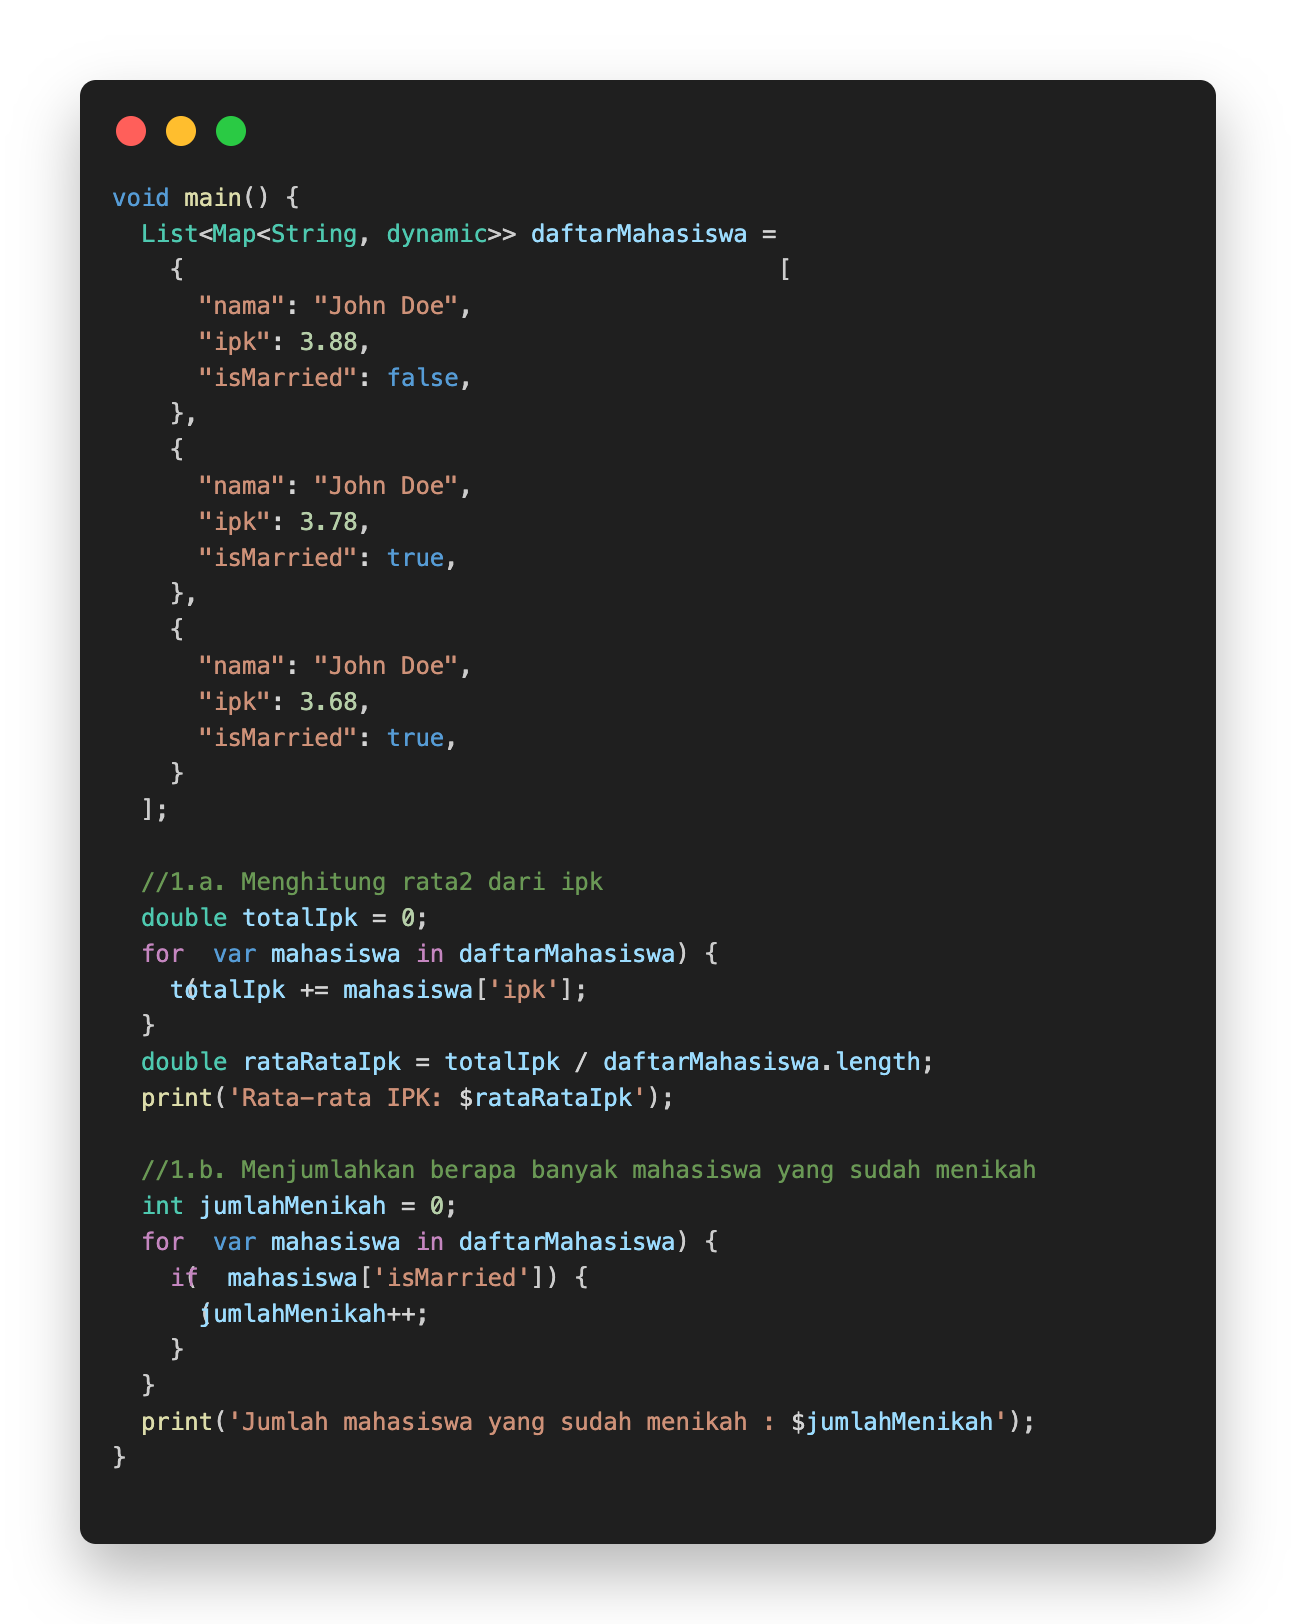 void main() {
  List<Map<String, dynamic>> daftarMahasiswa = [
    {
      "nama": "John Doe",
      "ipk": 3.88,
      "isMarried": false,
    },
    {
      "nama": "John Doe",
      "ipk": 3.78,
      "isMarried": true,
    },
    {
      "nama": "John Doe",
      "ipk": 3.68,
      "isMarried": true,
    }
  ];

  //1.a. Menghitung rata2 dari ipk
  double totalIpk = 0;
  for (var mahasiswa in daftarMahasiswa) {
    totalIpk += mahasiswa['ipk'];
  }
  double rataRataIpk = totalIpk / daftarMahasiswa.length;
  print('Rata-rata IPK: $rataRataIpk');

  //1.b. Menjumlahkan berapa banyak mahasiswa yang sudah menikah
  int jumlahMenikah = 0;
  for (var mahasiswa in daftarMahasiswa) {
    if (mahasiswa['isMarried']) {
      jumlahMenikah++;
    }
  }
  print('Jumlah mahasiswa yang sudah menikah : $jumlahMenikah');
}